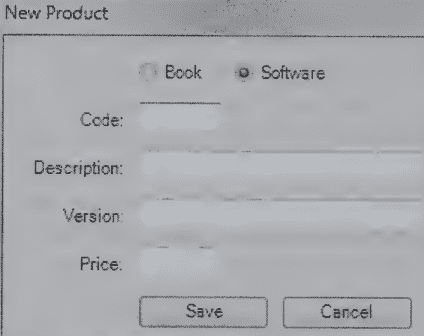 New Product
Book Software
Code:
Description:
Version:
Price:
Save Cancel